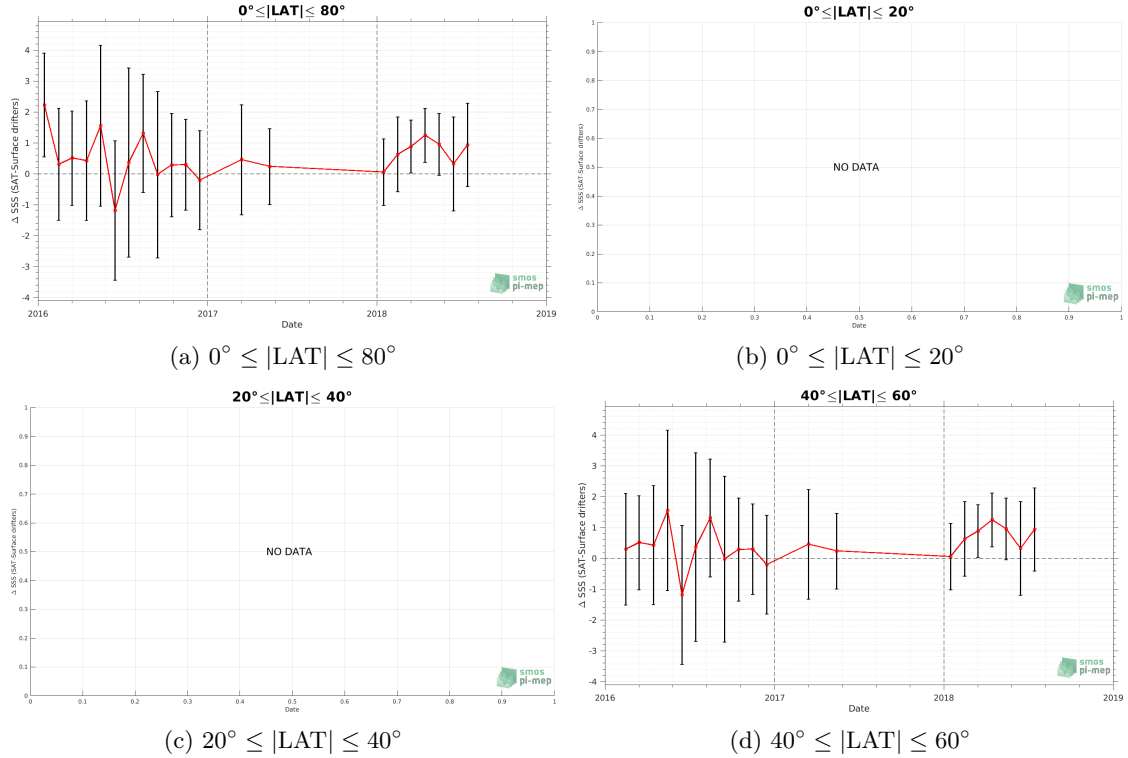 0°≤|LAT|≤ 80°
Δ SSS (SAT-Surface drifters)
4
3
2
1
0
-1
-2
-3
-4
2016
2017
2018
2019
Date
smos
pi-mep
(a) 0° ≤ |LAT| ≤ 80°
0°≤|LAT|≤ 20°
Δ SSS (SAT-Surface drifters)
1
0.9
0.8
0.7
0.6
0.5
0.4
0.3
0.2
0.1
0
NO DATA
0 0.1 0.2 0.3 0.4 0.5 0.6 0.7 0.8 0.9 1
Date
smos
pi-mep
(b) 0° ≤ |LAT| ≤ 20°
20°≤|LAT|≤ 40°
Δ SSS (SAT-Surface drifters)
1
0.9
0.8
0.7
0.6
0.5
0.4
0.3
0.2
0.1
0
NO DATA
0 0.1 0.2 0.3 0.4 0.5 0.6 0.7 0.8 0.9 1
Date
smos
pi-mep
(c) 20° ≤ |LAT| ≤ 40°
40°≤|LAT|≤ 60°
Δ SSS (SAT-Surface drifters)
4
3
2
1
0
-1
-2
-3
-4
2016 2017 2018 2019
Date
smos
pi-mep
(d) 40° ≤ |LAT| ≤ 60°